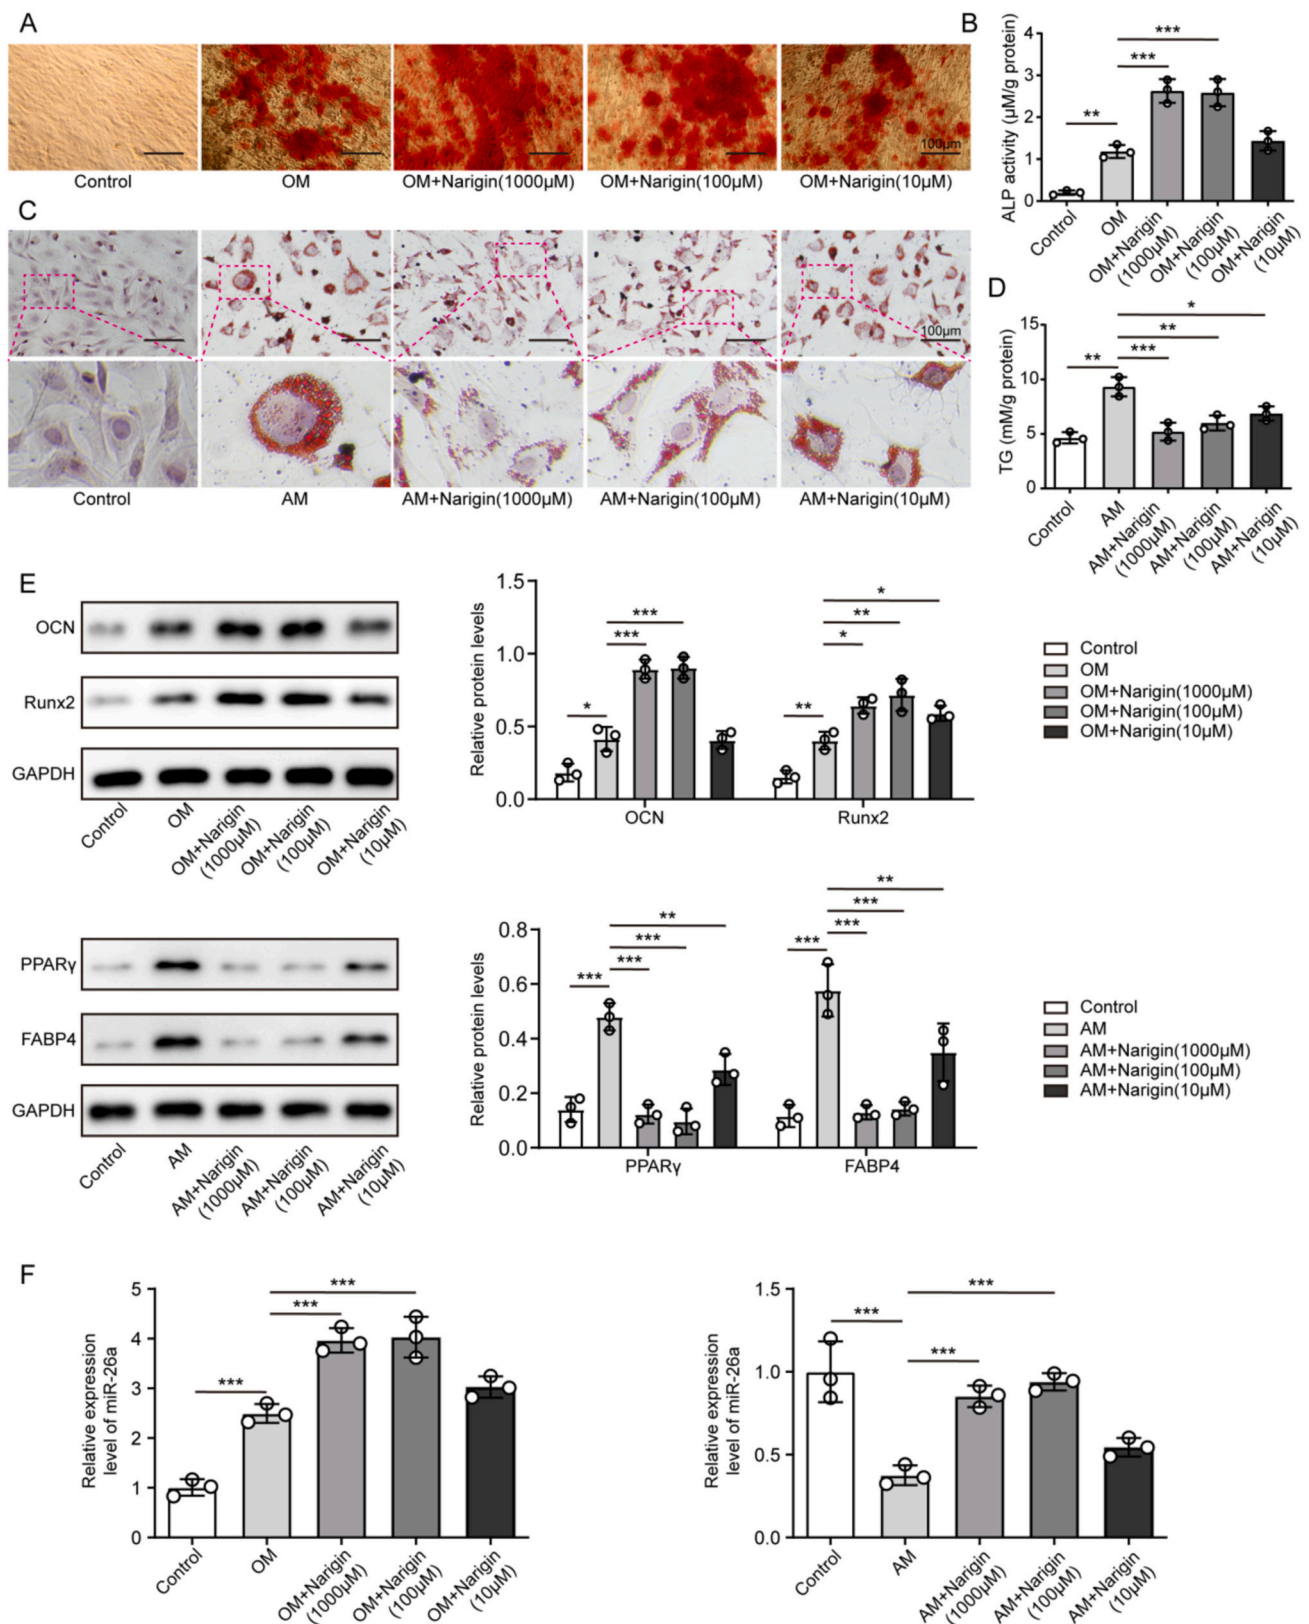 A
Control
OM
OM+Narigin(1000μM)
OM+Narigin(100μM)
100μm
OM+Narigin(10μM)
B
ALP activity (μM/g protein)
4
3
2
1
0
**
***
***
Control
OM
OM+Narigin
(1000μM)
OM+Narigin
(100μM)
OM+Narigin
(10μM)
C
100μm
Control
AM
AM+Narigin(1000μM)
AM+Narigin(100μM)
AM+Narigin(10μM)
D
TG (mM/g protein)
15
10
5
0
**
***
**
*
Control
AM
AM+Narigin
(1000μM)
AM+Narigin
(100μM)
AM+Narigin
(10μM)
E
OCN
Runx2
GAPDH
Control
OM
OM+Narigin
(1000μM)
OM+Narigin
(100μM)
OM+Narigin
(10μM)
Relative protein levels
1.5
1.0
0.5
0.0
*
***
***
**
*
**
*
OCN
Runx2
Control
OM
OM+Narigin(1000μM)
OM+Narigin(100μM)
OM+Narigin(10μM)
PPARγ
FABP4
GAPDH
Control
AM
AM+Narigin
(1000μM)
AM+Narigin
(100μM)
AM+Narigin
(10μM)
Relative protein levels
0.8
0.6
0.4
0.2
0.0
***
***
***
**
***
***
***
**
PPARγ
FABP4
Control
AM
AM+Narigin(1000μM)
AM+Narigin(100μM)
AM+Narigin(10μM)
F
Relative expression
level of miR-26a
5
4
3
2
1
0
***
***
***
Control
OM
OM+Narigin
(1000μM)
OM+Narigin
(100μM)
OM+Narigin
(10μM)
Relative expression
level of miR-26a
1.5
1.0
0.5
0.0
***
***
***
Control
AM
AM+Narigin
(1000μM)
AM+Narigin
(100μM)
AM+Narigin
(10μM)